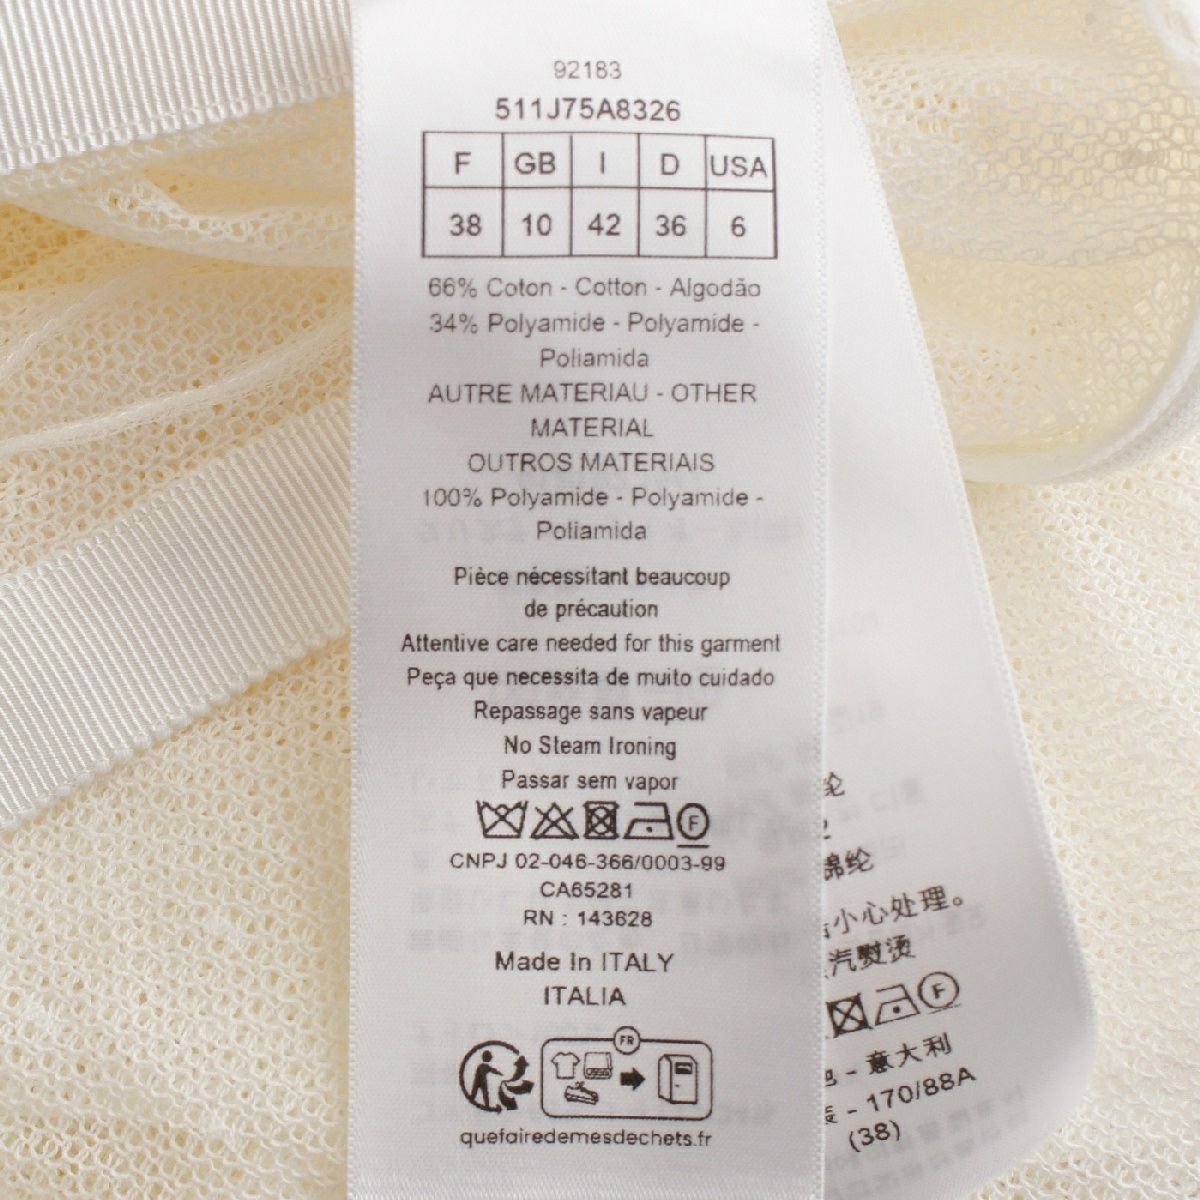 92183
511J75A8326
F GB I D USA
38 10 42 36 6
66% Coton - Cotton - Algodão
34% Polyamide - Polyamide -
Poliamida
AUTRE MATERIAU - OTHER
MATERIAL
OUTROS MATERIAIS
100% Polyamide - Polyamide -
Poliamida
Pièce nécessitant beaucoup
de précaution
Attentive care needed for this garment
Peça que necessita de muito cuidado
Repassage sans vapeur
No Steam Ironing
Passar sem vapor
F
CNPJ 02-046-366/0003-99
CA65281
RN : 143628
Made In ITALY
ITALIA
FR
quefairedemesdechets.fr
纶
锦纶
小心处理。
汽熨烫
F
- 意大利
- 170/88A
(38)